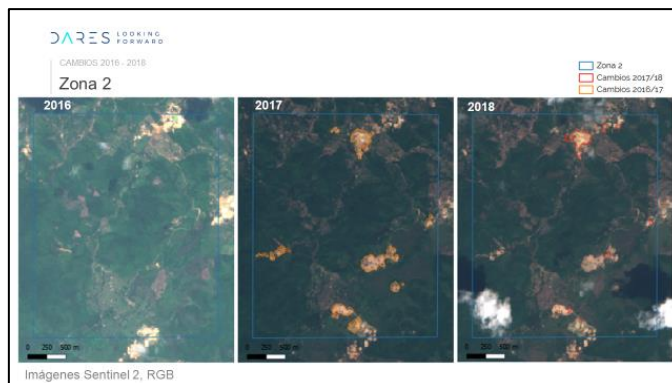 DARES LOOKING
FORWARD
CAMBIOS 2016 - 2018
Zona 2
Zona 2
Cambios 2017/18
Cambios 2016/17
2016
2017
2018
0 250 500 m
0 250 500 m
0 250 500 m
Imágenes Sentinel 2, RGB